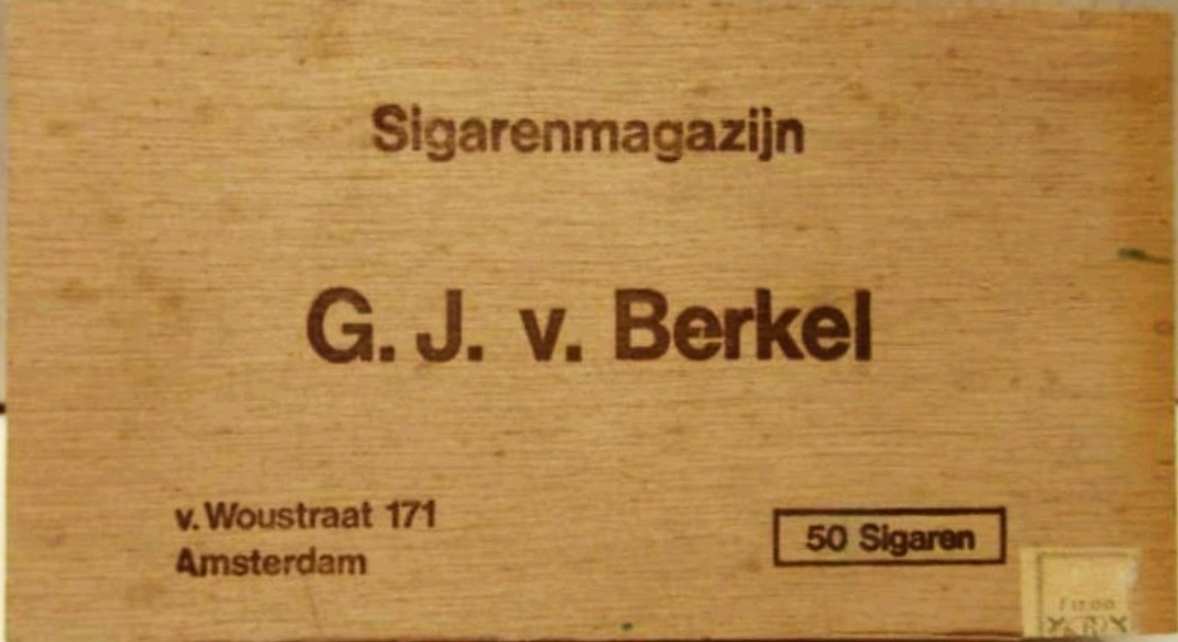 Sigarenmagazijn
G. J. v. Berkel
v. Woustraat 171
Amsterdam
50 Sigaren